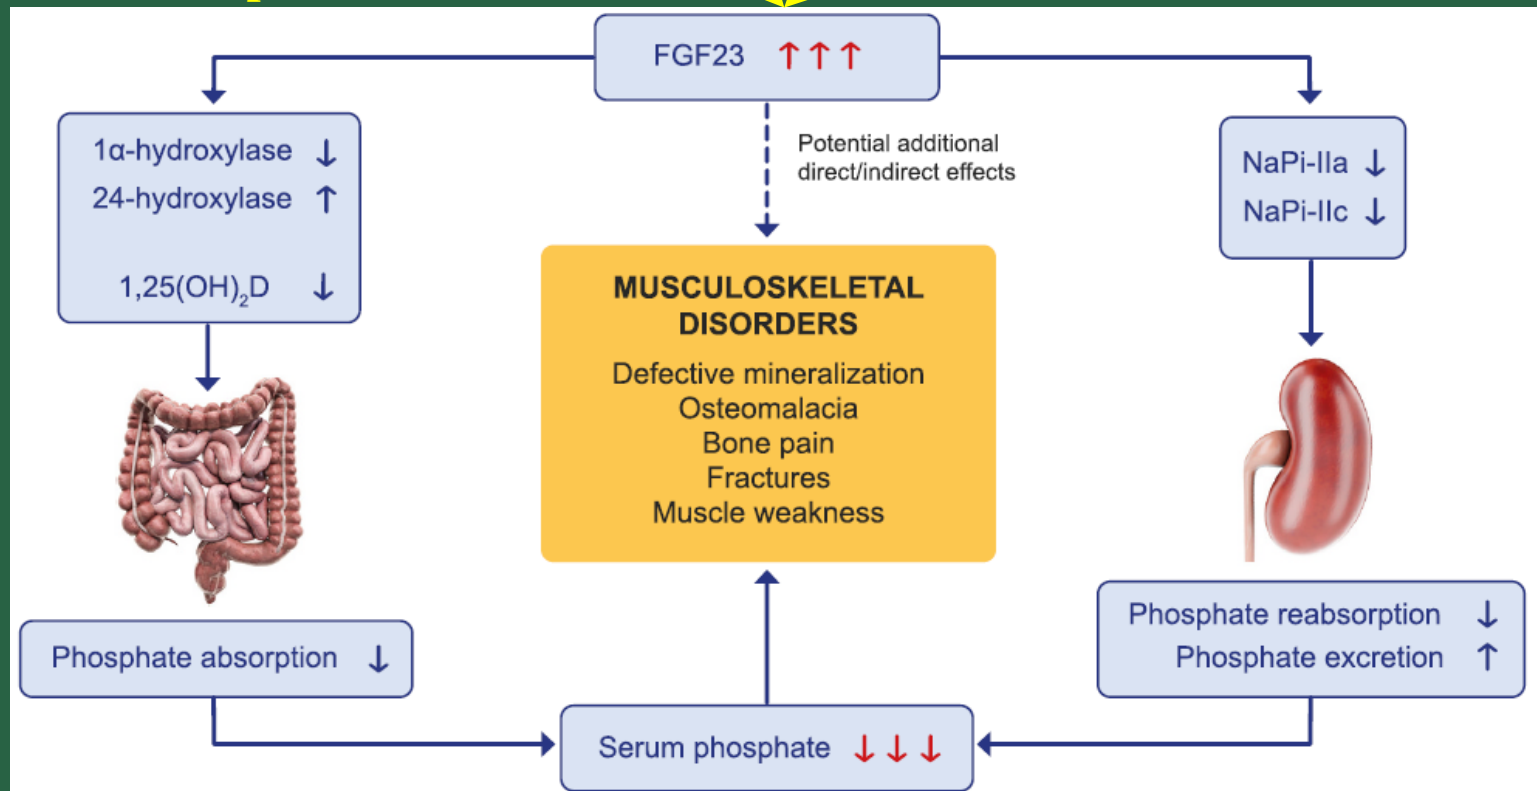 FGF23 ↑↑↑
1α-hydroxylase ↓
24-hydroxylase ↑
1,25(OH)₂D ↓
Potential additional
direct/indirect effects
NaPi-IIa ↓
NaPi-IIc ↓
MUSCULOSKELETAL
DISORDERS
Defective mineralization
Osteomalacia
Bone pain
Fractures
Muscle weakness
Phosphate absorption ↓
Phosphate reabsorption ↓
Phosphate excretion ↑
Serum phosphate ↓↓↓